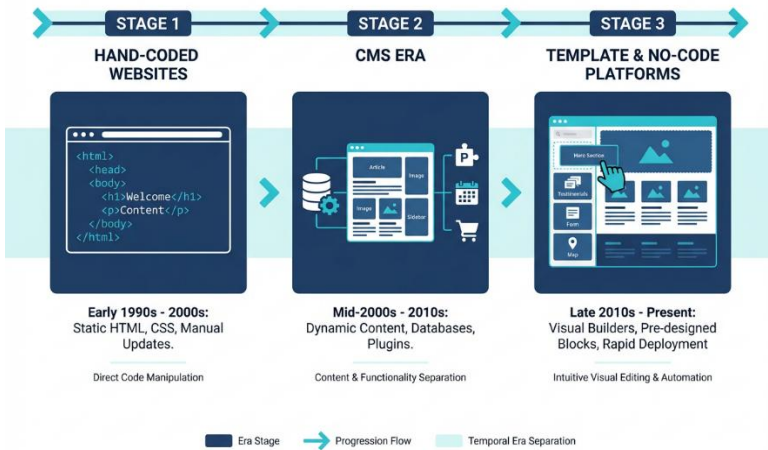 STAGE 1
STAGE 2
STAGE 3
HAND-CODED
WEBSITES
CMS ERA
TEMPLATE & NO-CODE
PLATFORMS
<html>
<head>
<body>
<h1>Welcome</h1>
<p>Content</p>
</body>
</html>
Article
Image
Image
Sidebar
P
Hero Section
Testimonials
Form
Map
Early 1990s - 2000s:
Static HTML, CSS, Manual
Updates.
Direct Code Manipulation
Mid-2000s - 2010s:
Dynamic Content, Databases,
Plugins.
Content & Functionality Separation
Late 2010s - Present:
Visual Builders, Pre-designed
Blocks, Rapid Deployment
Intuitive Visual Editing & Automation
Era Stage
Progression Flow
Temporal Era Separation